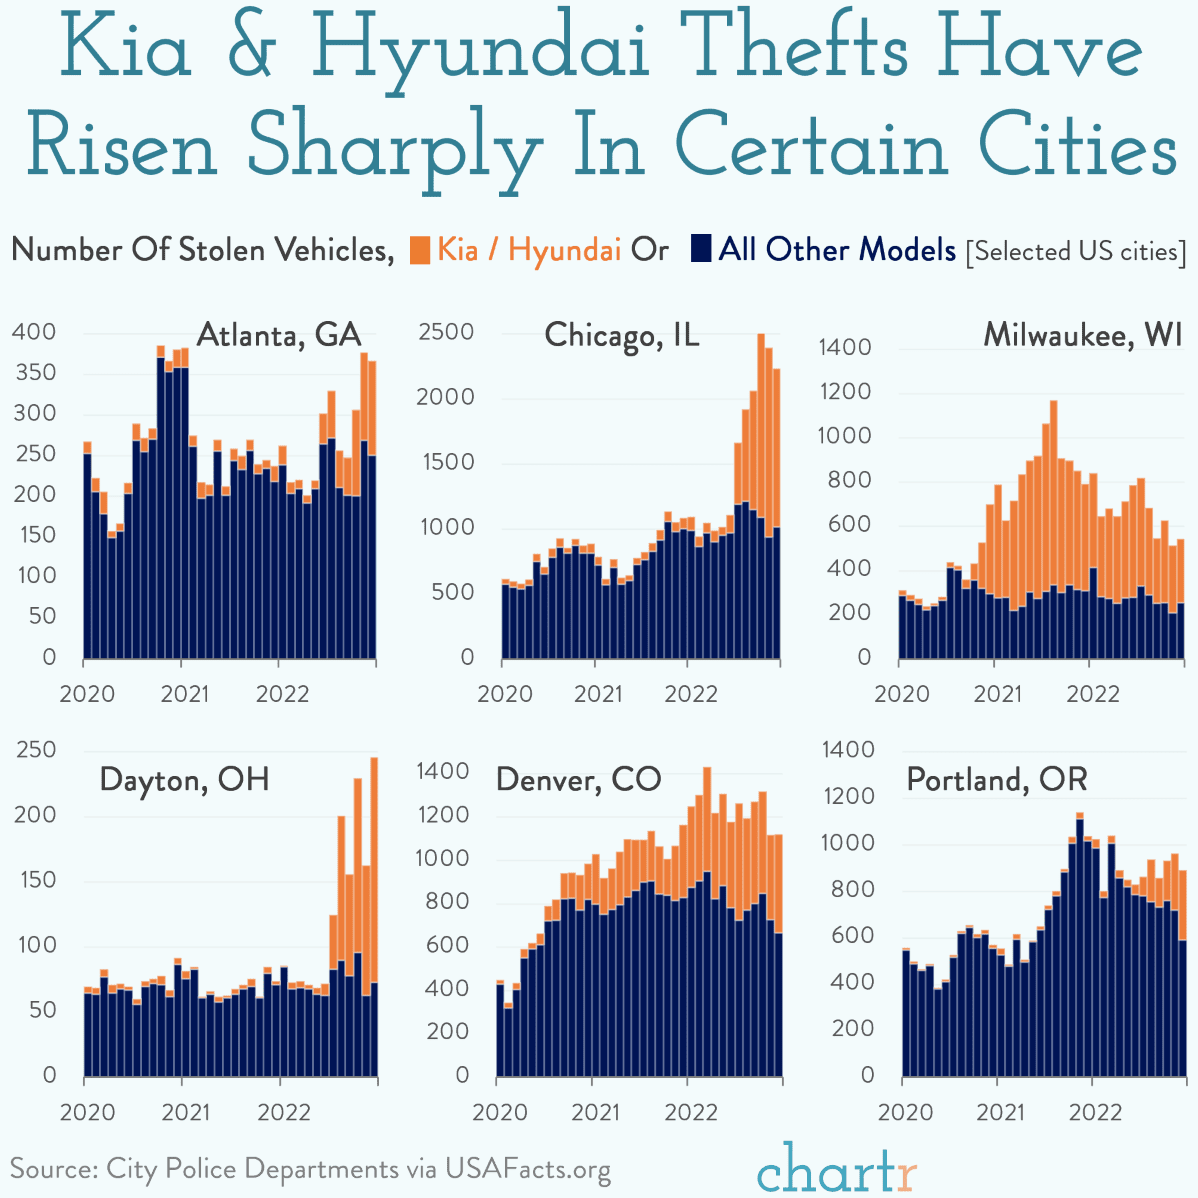 Kia & Hyundai Thefts Have
Risen Sharply In Certain Cities
Number Of Stolen Vehicles, Kia / Hyundai Or All Other Models [Selected US cities]
Atlanta, GA
400
350
300
250
200
150
100
50
0
2020 2021 2022
Chicago, IL
2500
2000
1500
1000
500
0
2020 2021 2022
Milwaukee, WI
1400
1200
1000
800
600
400
200
0
2020 2021 2022
Dayton, OH
250
200
150
100
50
0
2020 2021 2022
Denver, CO
1400
1200
1000
800
600
400
200
0
2020 2021 2022
Portland, OR
1400
1200
1000
800
600
400
200
0
2020 2021 2022
Source: City Police Departments via USAFacts.org
chartr